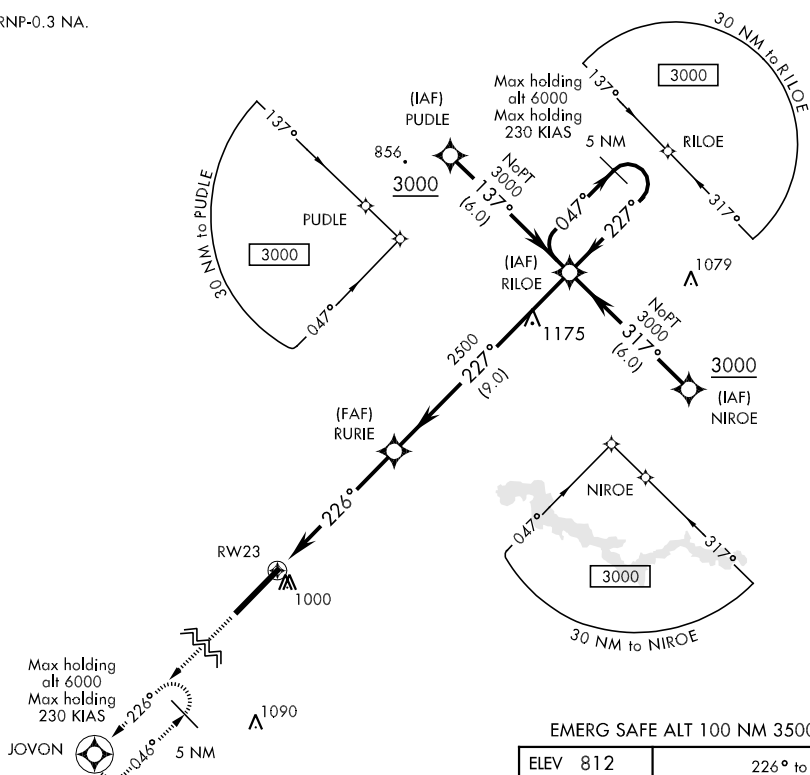 RNP-0.3 NA.
30 NM to RILOE
3000
137°
RILOE
317°
Max holding
alt 6000
Max holding
230 KIAS
5 NM
(IAF)
PUDLE
856
3000
NoPT
3000
137°
(6.0)
047°
227°
137°
PUDLE
3000
30 NM to PUDLE
047°
(IAF)
RILOE
1079
1175
NoPT
3000
317°
(6.0)
3000
(IAF)
NIROE
2500
227°
(9.0)
(FAF)
RURIE
226°
NIROE
047°
317°
3000
30 NM to NIROE
RW23
1000
Max holding
alt 6000
Max holding
230 KIAS
226°
046°
5 NM
JOVON
1090
EMERG SAFE ALT 100 NM 3500
ELEV 812
226° to